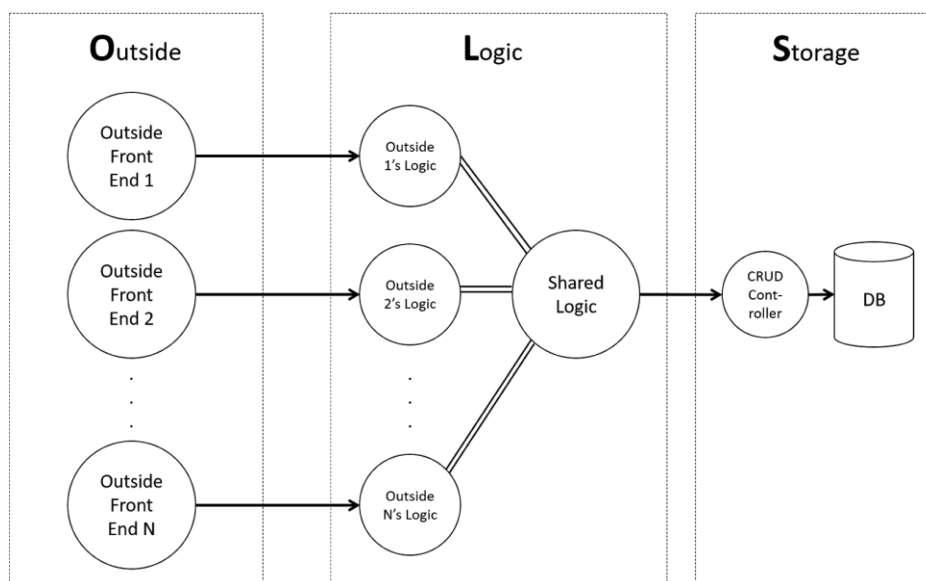 Outside
Logic
Storage
Outside
Front
End 1
Outside
1's Logic
Outside
Front
End 2
Outside
2's Logic
Shared
Logic
CRUD
Cont-
roller
DB
.
.
.
.
.
.
Outside
Front
End N
Outside
N's Logic